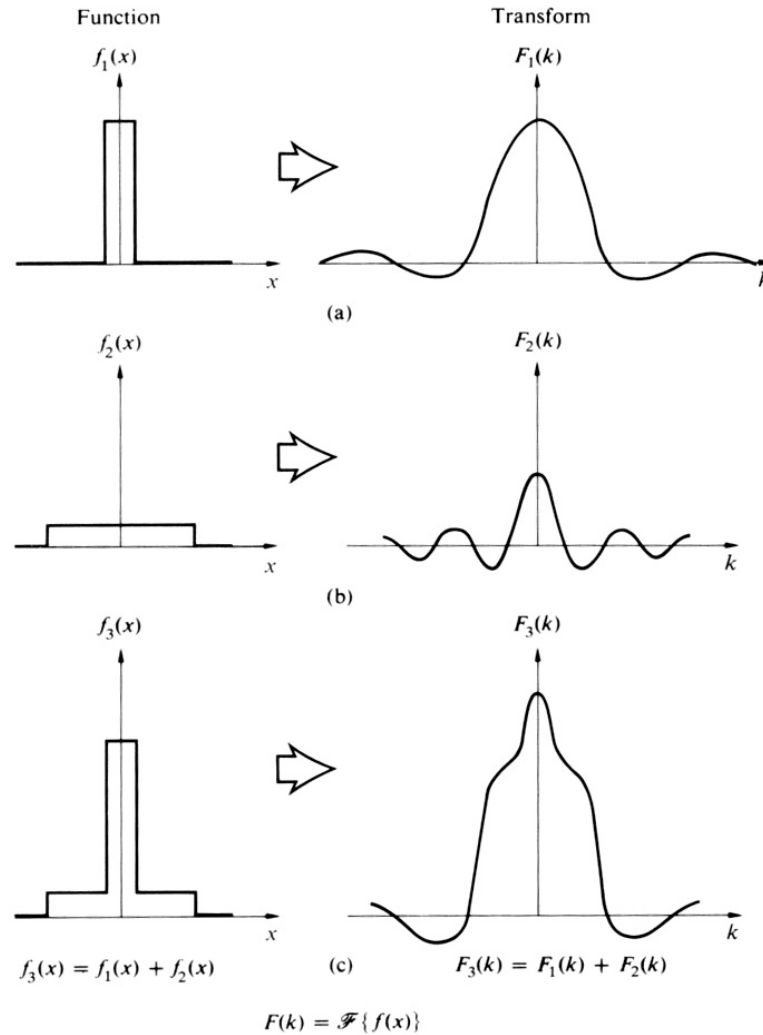 Function Transform
f₁(x) F₁(k)
x k
(a)
f₂(x) F₂(k)
x k
(b)
f₃(x) F₃(k)
x k
f₃(x) = f₁(x) + f₂(x) (c) F₃(k) = F₁(k) + F₂(k)
F(k) = ℱ{f(x)}